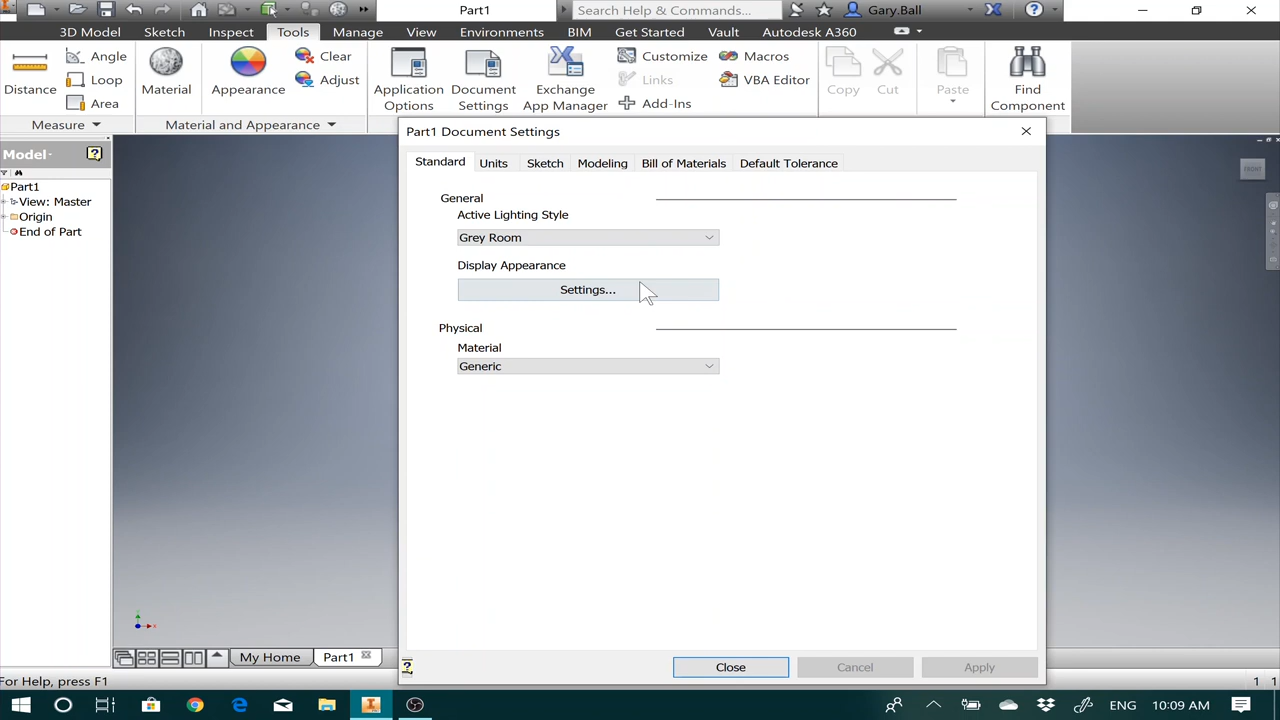 Part1
Search Help & Commands...
Gary.Ball
3D Model
Sketch
Inspect
Tools
Manage
View
Environments
BIM
Get Started
Vault
Autodesk A360
Distance
Angle
Loop
Area
Measure
Material
Appearance
Clear
Adjust
Material and Appearance
Application
Options
Document
Settings
Exchange
App Manager
Customize
Links
Add-Ins
Macros
VBA Editor
Copy
Cut
Paste
Find
Component
Model
Part1
View: Master
Origin
End of Part
Part1 Document Settings
Standard
Units
Sketch
Modeling
Bill of Materials
Default Tolerance
General
Active Lighting Style
Grey Room
Display Appearance
Settings...
Physical
Material
Generic
Close
Cancel
Apply
FRONT
My Home
Part1
For Help, press F1
1 1
ENG
10:09 AM